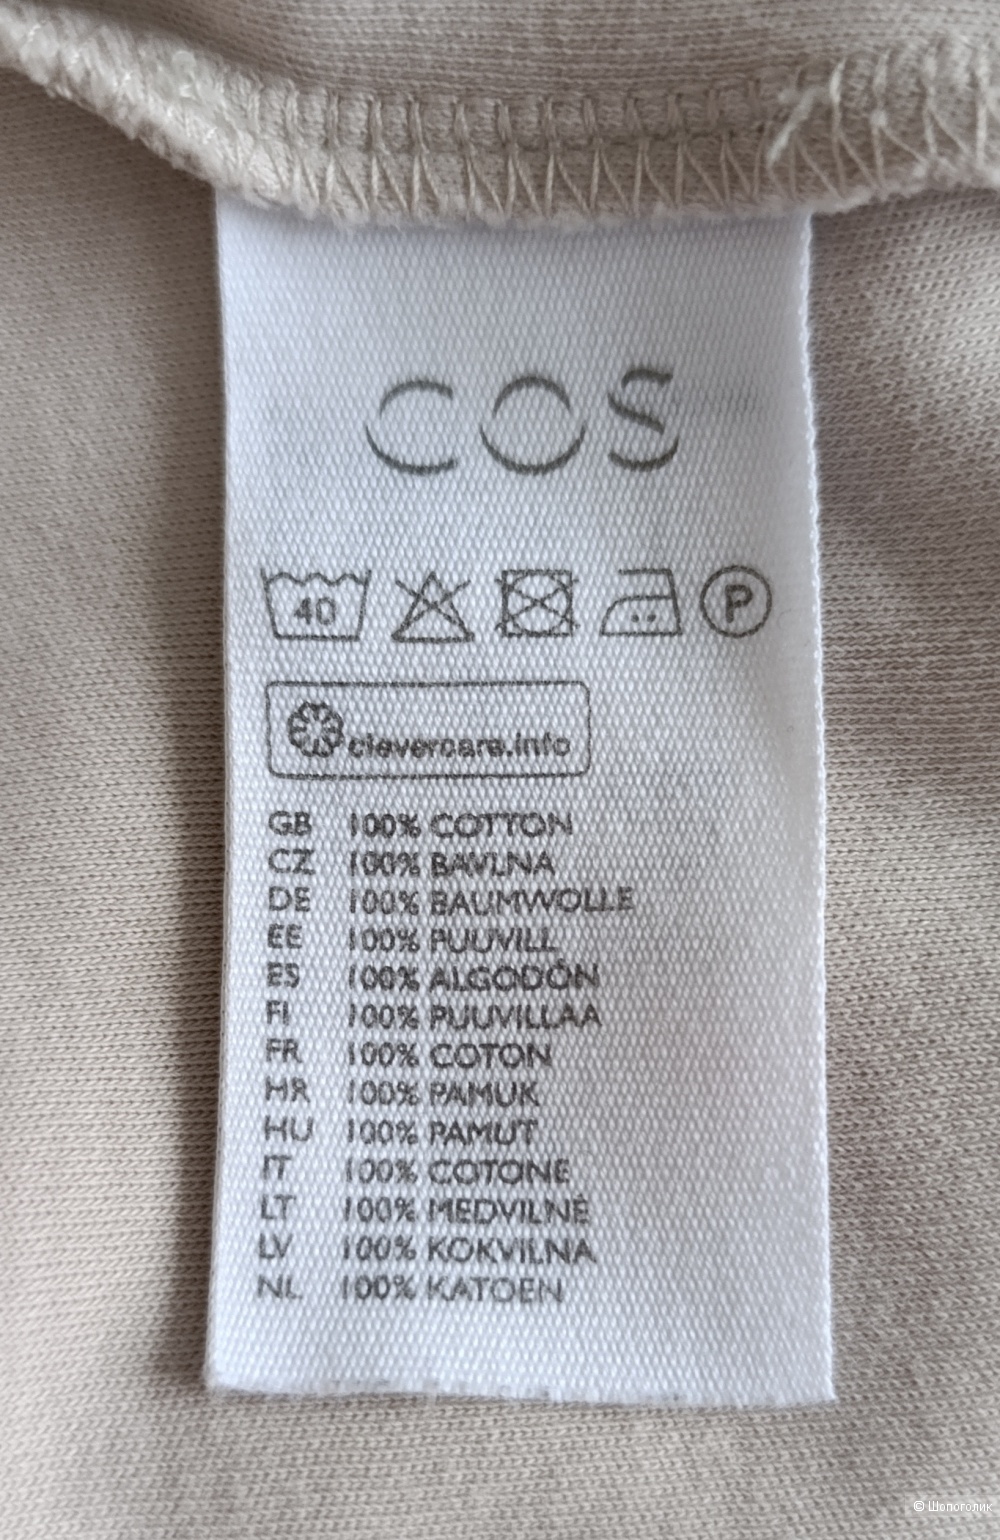 COS
40 P
clevercare.info
GB 100% COTTON
CZ 100% BAVLNA
DE 100% BAUMWOLLE
EE 100% PUUVILL
ES 100% ALGODÓN
FI 100% PUUVILLAA
FR 100% COTON
HR 100% PAMUK
HU 100% PAMUT
IT 100% COTONE
LT 100% MEDVILNĖ
LV 100% KOKVILNA
NL 100% KATOEN
© Шопоголик